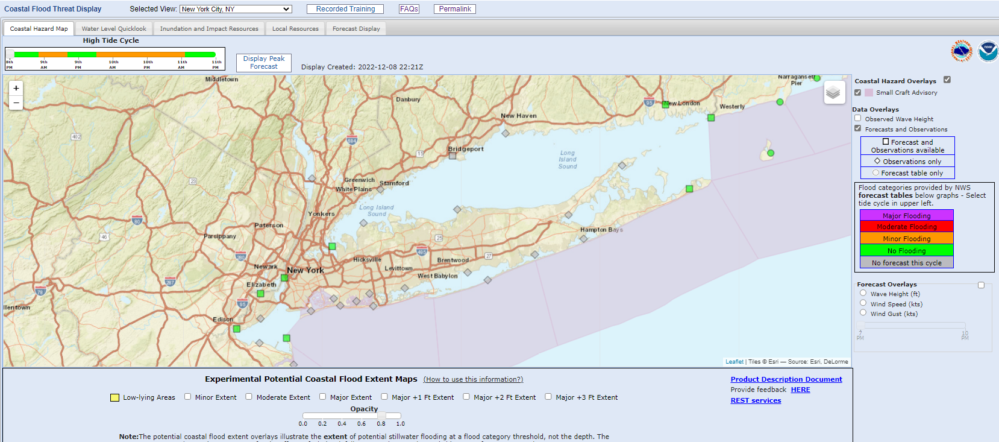 Coastal Flood Threat Display
Selected View: New York City, NY
Recorded Training
FAQs
Permalink
Coastal Hazard Map
Water Level Quicklook
Inundation and Impact Resources
Local Resources
Forecast Display
High Tide Cycle
8th PM
9th AM
9th PM
10th AM
10th PM
11th AM
11th PM
Display Peak
Forecast
Display Created: 2022-12-08 22:21Z
noaa
+
−
Middletown
Danbury
New Haven
New London
Westerly
Narragansett
Pier
95
402
684
15
Bridgeport
Long
Island
Sound
23
Greenwich
Stamford
White Plains
Long Island
Sound
Yonkers
80
Paterson
46
Parsippany
Hampton Bays
25
495
27
280
Hicksville
Brentwood
Newark
New York
Levittown
West Babylon
Elizabeth
287
78
95
llentown
Edison
Leaflet | Tiles © Esri — Source: Esri, DeLorme
Coastal Hazard Overlays
Small Craft Advisory
Data Overlays
Observed Wave Height
Forecasts and Observations
Forecast and
Observations available
Observations only
Forecast table only
Flood categories provided by NWS
forecast tables below graphs - Select
tide cycle in upper left.
Major Flooding
Moderate Flooding
Minor Flooding
No Flooding
No forecast this cycle
Forecast Overlays
Wave Height (ft)
Wind Speed (kts)
Wind Gust (kts)
7 PM
10 PM
Experimental Potential Coastal Flood Extent Maps (How to use this information?)
Low-lying Areas
Minor Extent
Moderate Extent
Major Extent
Major +1 Ft Extent
Major +2 Ft Extent
Major +3 Ft Extent
Opacity
0.0 0.2 0.4 0.6 0.8 1.0
Product Description Document
Provide feedback HERE
REST services
Note:The potential coastal flood extent overlays illustrate the extent of potential stillwater flooding at a flood category threshold, not the depth. The